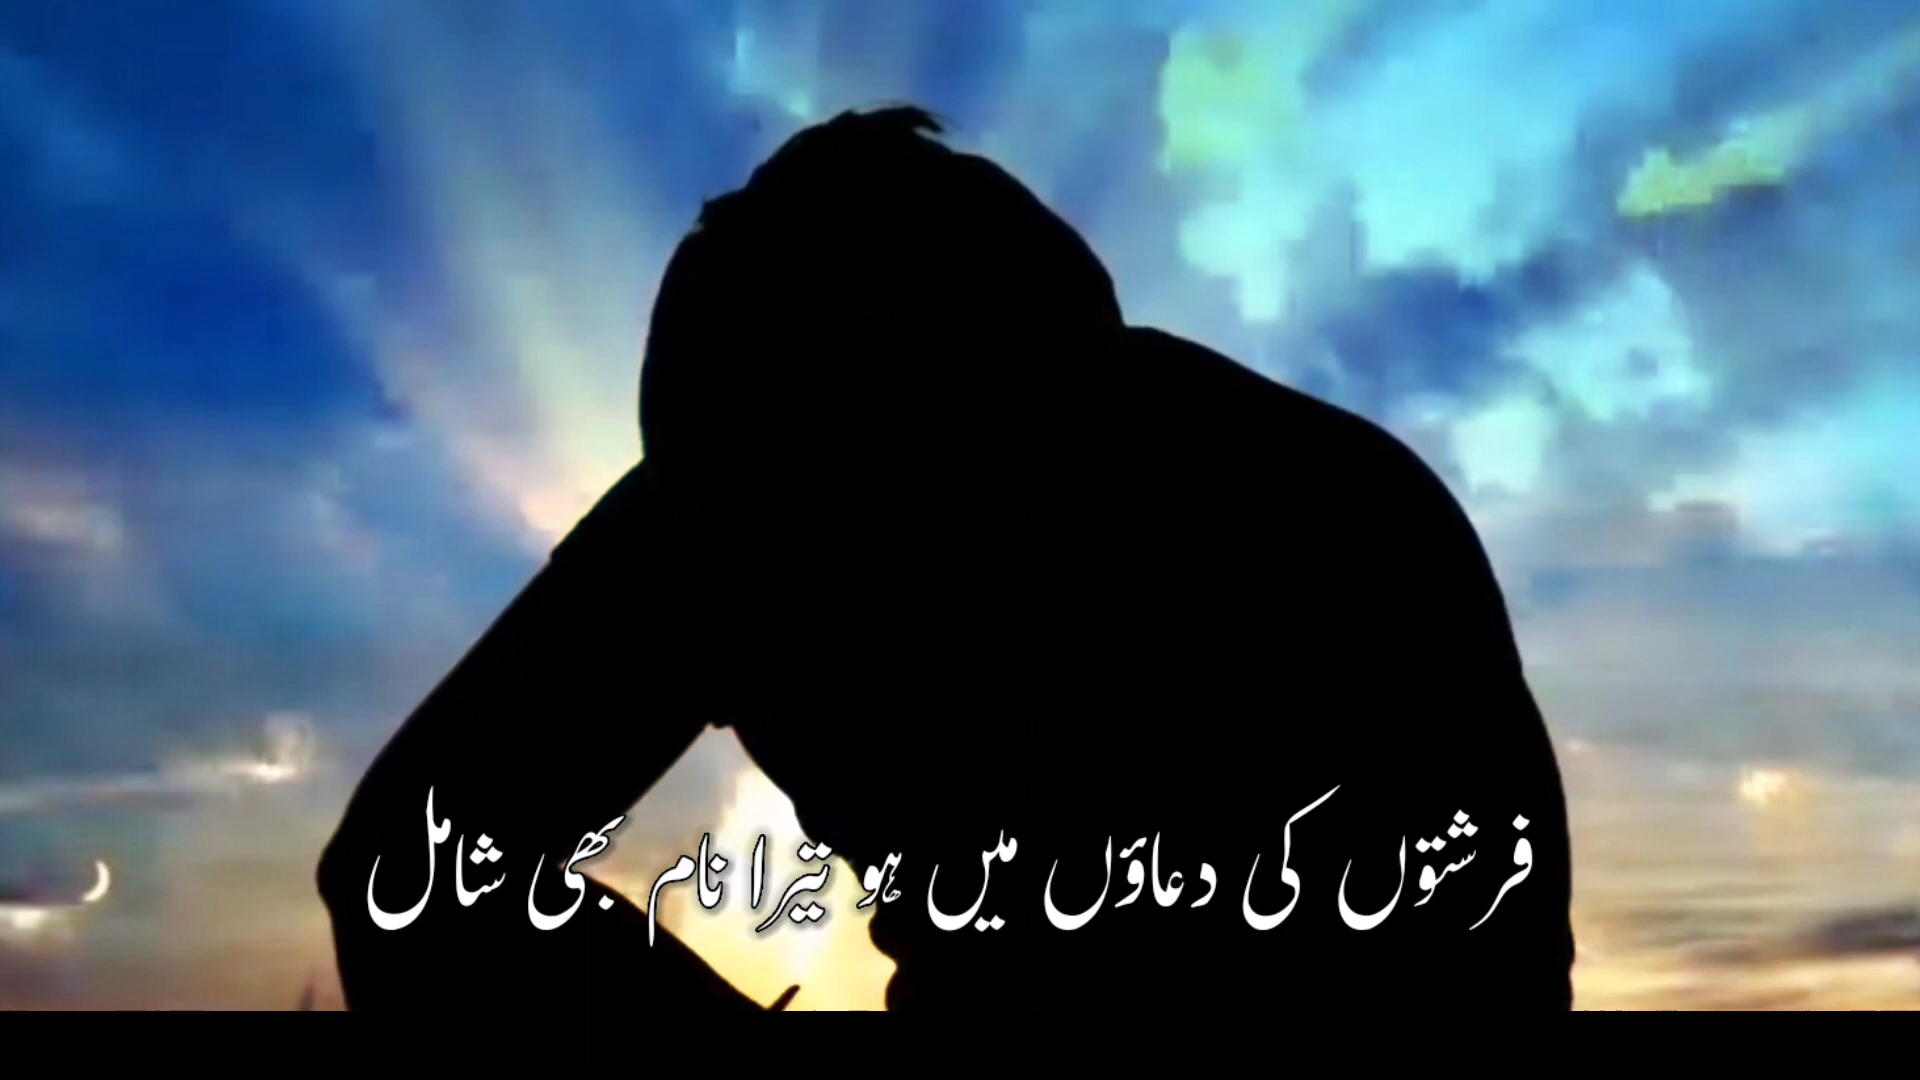 فرشتوں کی دعاؤں میں ہو تیرا نام بھی شامل